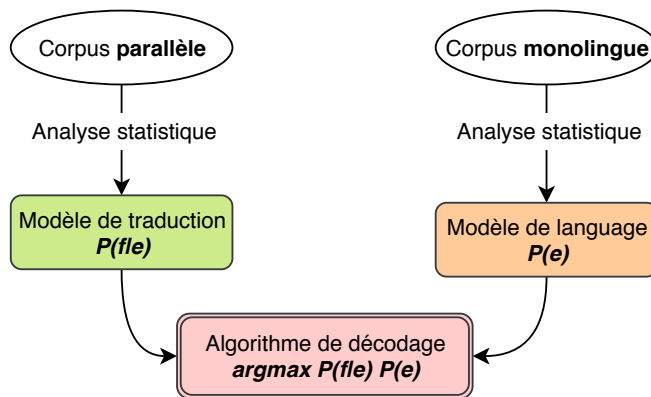 Corpus parallèle
Corpus monolingue
Analyse statistique
Analyse statistique
Modèle de traduction
P(fle)
Modèle de language
P(e)
Algorithme de décodage
argmax P(fle) P(e)